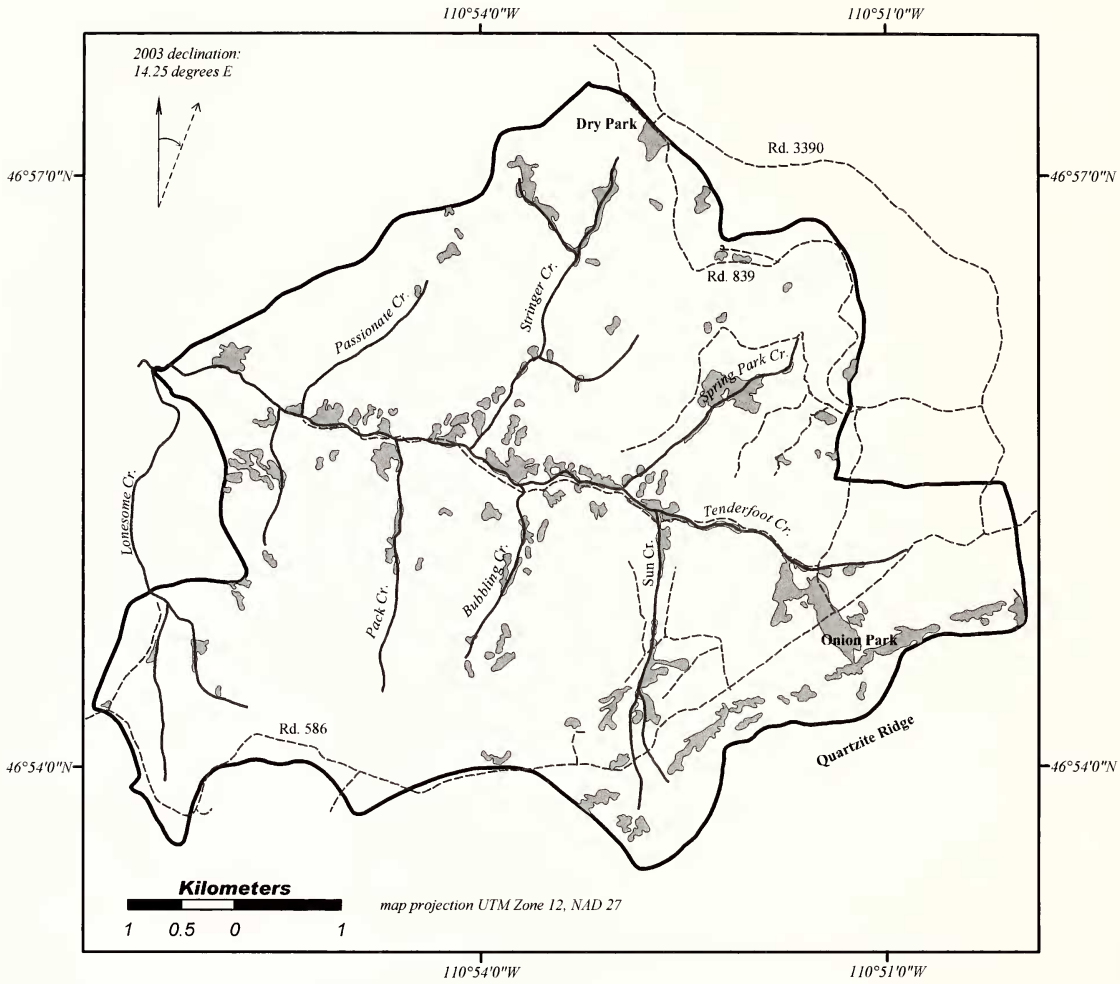 110°54'0"W
110°51'0"W
2003 declination:
14.25 degrees E
Dry Park
Rd. 3390
46°57'0"N
46°57'0"N
Rd. 839
Stringer Cr.
Passionate Cr.
Spring Park Cr.
Lonesome Cr.
Tenderfoot Cr.
Sun Cr.
Bubbling Cr.
Pack Cr.
Onion Park
Rd. 586
Quartzite Ridge
46°54'0"N
46°54'0"N
Kilometers
1 0.5 0 1
map projection UTM Zone 12, NAD 27
110°54'0"W
110°51'0"W